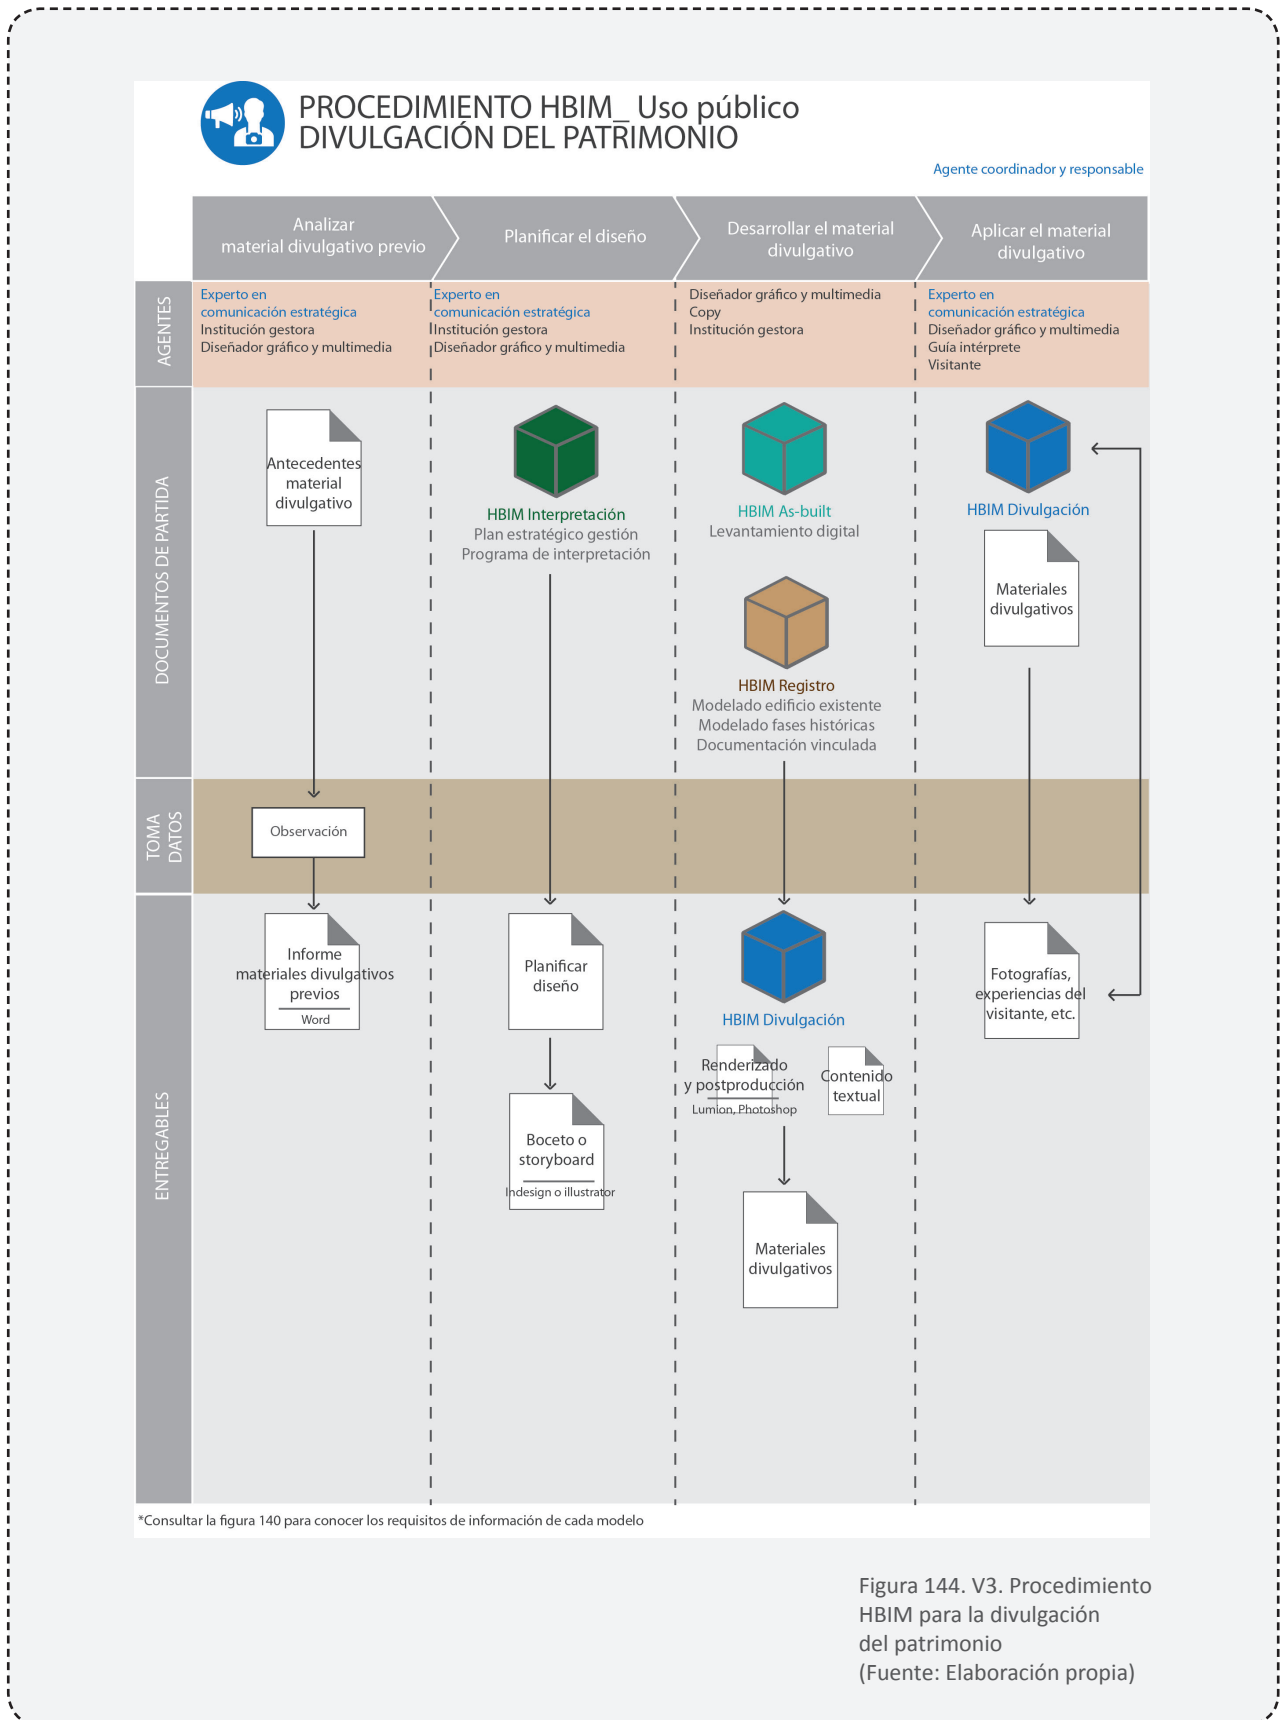 PROCEDIMIENTO HBIM_ Uso público
DIVULGACIÓN DEL PATRIMONIO
Agente coordinador y responsable
Analizar
material divulgativo previo
Planificar el diseño
Desarrollar el material
divulgativo
Aplicar el material
divulgativo
AGENTES
Experto en
comunicación estratégica
Institución gestora
Diseñador gráfico y multimedia
Experto en
comunicación estratégica
Institución gestora
Diseñador gráfico y multimedia
Diseñador gráfico y multimedia
Copy
Institución gestora
Experto en
comunicación estratégica
Diseñador gráfico y multimedia
Guía intérprete
Visitante
DOCUMENTOS DE PARTIDA
Antecedentes
material
divulgativo
HBIM Interpretación
Plan estratégico gestión
Programa de interpretación
HBIM As-built
Levantamiento digital
HBIM Registro
Modelado edificio existente
Modelado fases históricas
Documentación vinculada
HBIM Divulgación
Materiales
divulgativos
TOMA
DATOS
Observación
ENTREGABLES
Informe
materiales divulgativos
previos
Word
Planificar
diseño
Boceto o
storyboard
Indesign o illustrator
HBIM Divulgación
Renderizado
y postproducción
Lumion, Photoshop
Contenido
textual
Materiales
divulgativos
Fotografías,
experiencias del
visitante, etc.
*Consultar la figura 140 para conocer los requisitos de información de cada modelo
Figura 144. V3. Procedimiento
HBIM para la divulgación
del patrimonio
(Fuente: Elaboración propia)